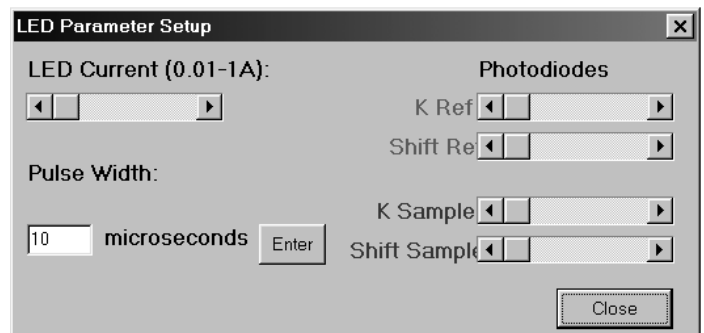 LED Parameter Setup
LED Current (0.01-1A):
Photodiodes
K Ref
Shift Re
Pulse Width:
K Sample
10 microseconds Enter
Shift Sample
Close